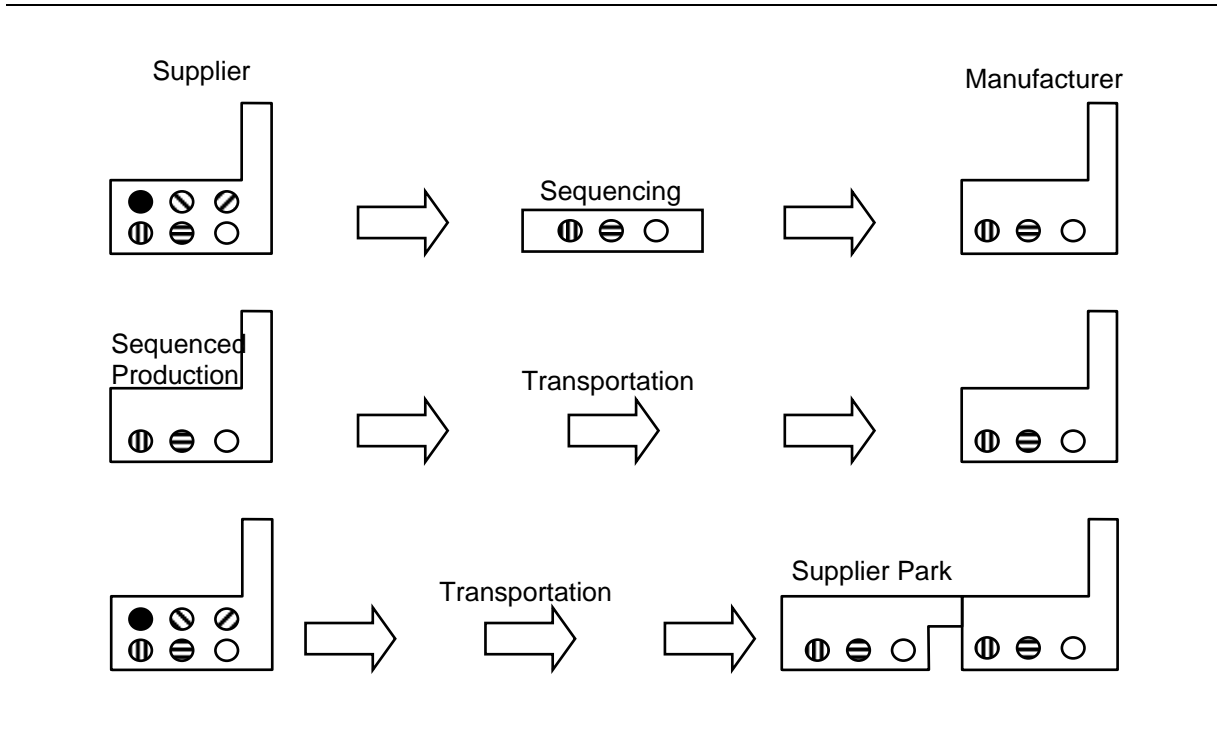 Supplier
Manufacturer
Sequencing
Sequenced
Production
Transportation
Transportation
Supplier Park